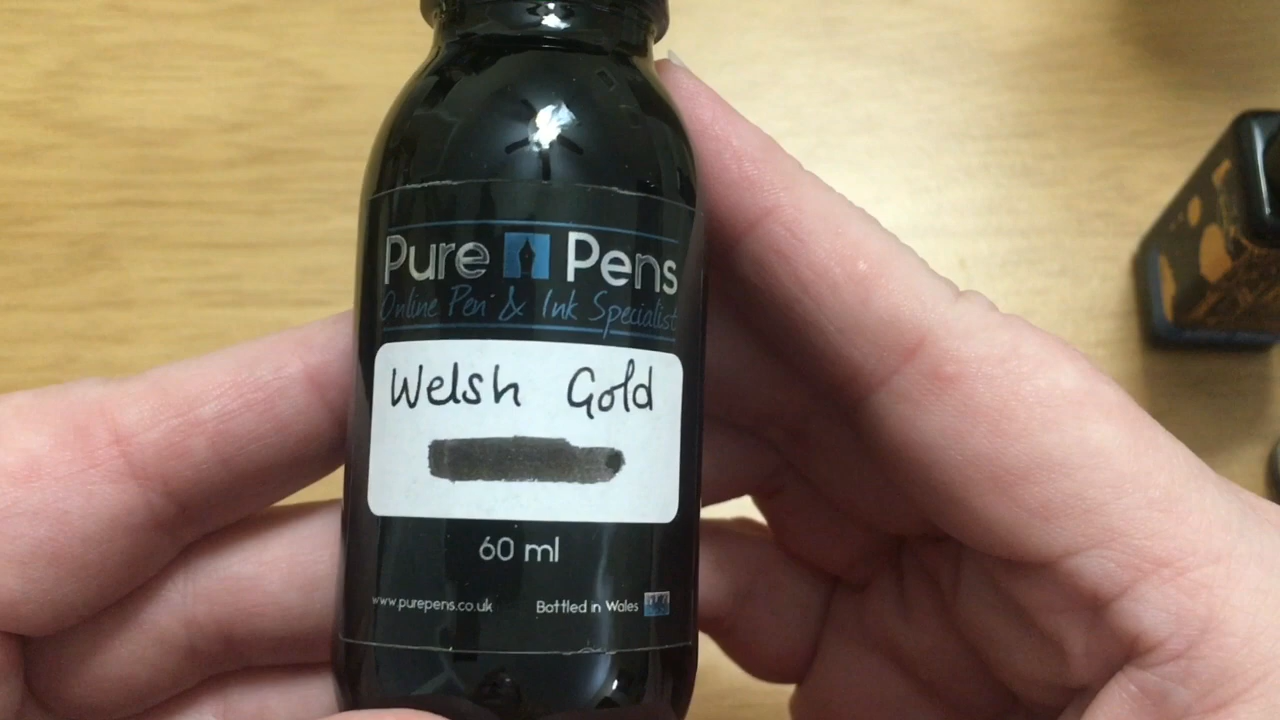 Pure Pens
Online Pen & Ink Specialist
Welsh Gold
60 ml
www.purepens.co.uk Bottled in Wales